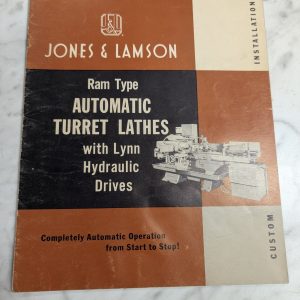 JONES & LAMSON
Ram Type
AUTOMATIC
TURRET LATHES
with Lynn
Hydraulic
Drives
Completely Automatic Operation
from Start to Stop!
INSTALLATION
CUSTOM